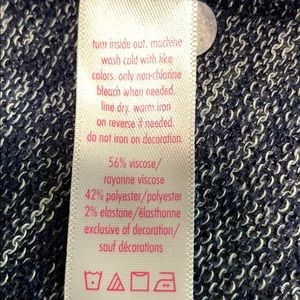 turn inside out. machine
wash cold with like
colors. only non-chlorine
bleach when needed.
line dry. warm iron
on reverse if needed.
do not iron on decoration.
56% viscose/
rayonne viscose
42% polyester/polyester
2% elastane/élasthanne
exclusive of decoration/
sauf décorations